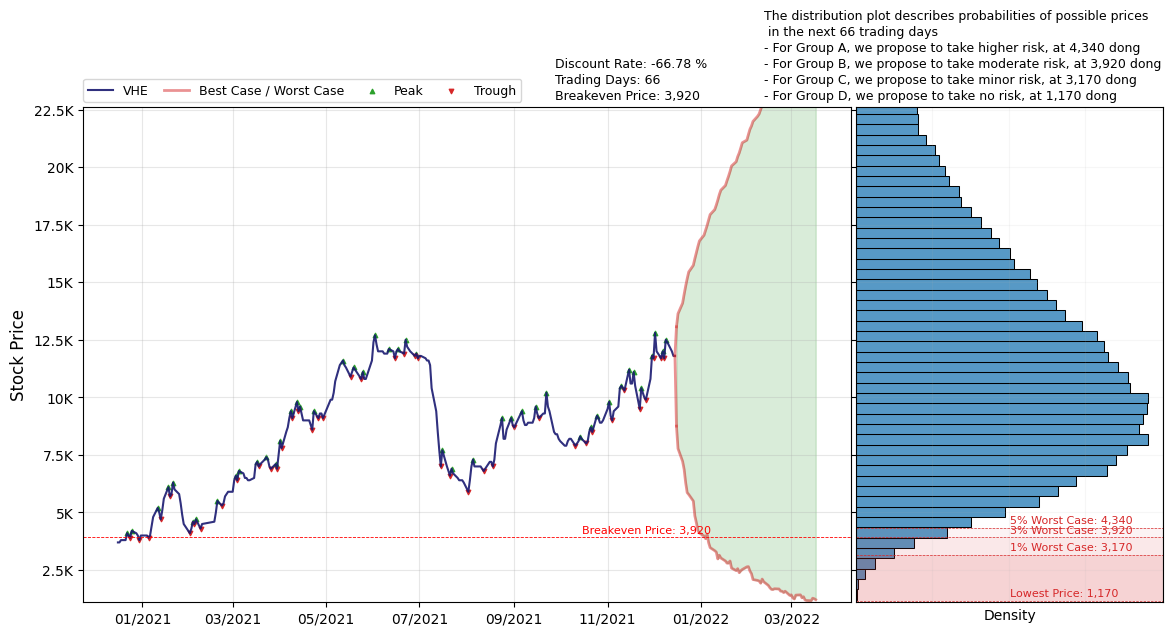 The distribution plot describes probabilities of possible prices
in the next 66 trading days
- For Group A, we propose to take higher risk, at 4,340 dong
- For Group B, we propose to take moderate risk, at 3,920 dong
- For Group C, we propose to take minor risk, at 3,170 dong
- For Group D, we propose to take no risk, at 1,170 dong
Discount Rate: -66.78 %
Trading Days: 66
Breakeven Price: 3,920
VHE Best Case / Worst Case Peak Trough
Stock Price
22.5K
20K
17.5K
15K
12.5K
10K
7.5K
5K
2.5K
Breakeven Price: 3,920
01/2021 03/2021 05/2021 07/2021 09/2021 11/2021 01/2022 03/2022
5% Worst Case: 4,340
3% Worst Case: 3,920
1% Worst Case: 3,170
Lowest Price: 1,170
Density